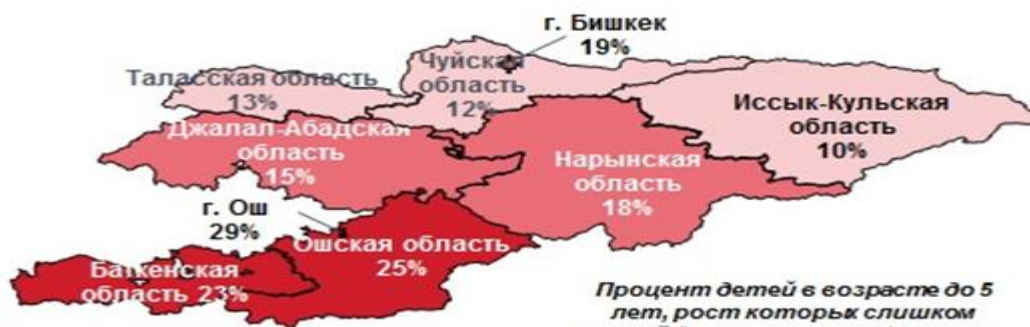 г. Бишкек
19%
Чуйская
область
12%
Таласская область
13%
Иссык-Кульская
область
10%
Джалал-Абадская
область
15%
Нарынская
область
18%
г. Ош
29%
Ошская область
25%
Баткенская
область 23%
Процент детей в возрасте до 5
лет, рост которых слишком